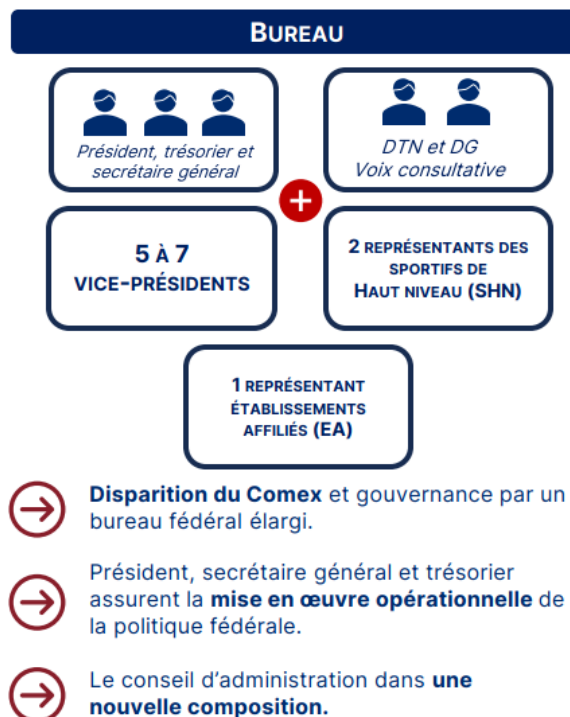 BUREAU
Président, trésorier et
secrétaire général
DTN et DG
Voix consultative
5 À 7
VICE-PRÉSIDENTS
2 REPRÉSENTANTS DES
SPORTIFS DE
HAUT NIVEAU (SHN)
1 REPRÉSENTANT
ÉTABLISSEMENTS
AFFILIÉS (EA)
Disparition du Comex et gouvernance par un
bureau fédéral élargi.
Président, secrétaire général et trésorier
assurent la mise en œuvre opérationnelle de
la politique fédérale.
Le conseil d’administration dans une
nouvelle composition.